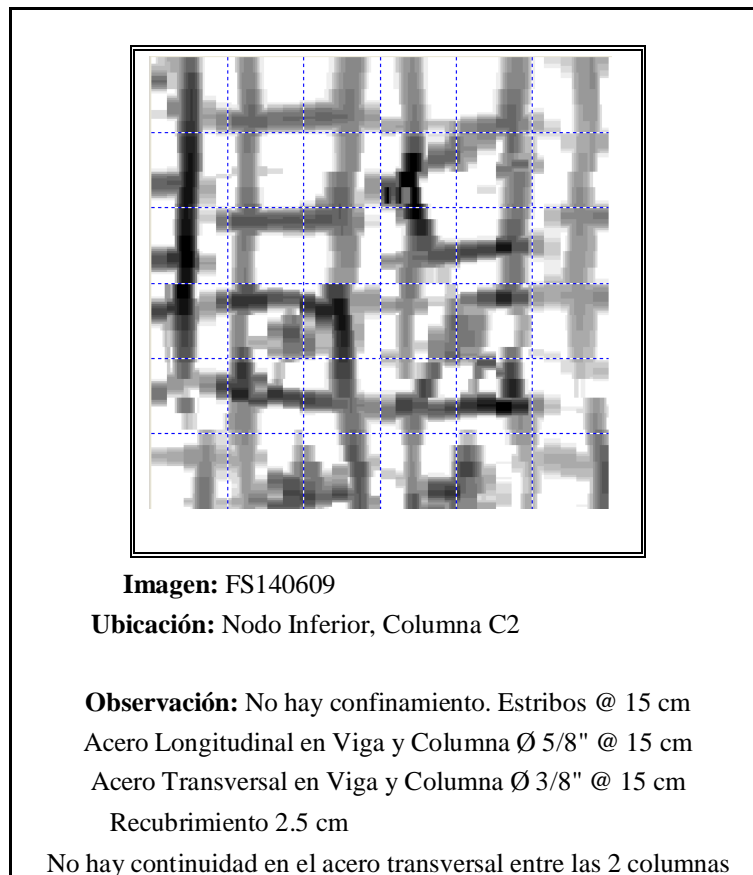 Imagen: FS140609
Ubicación: Nodo Inferior, Columna C2
Observación: No hay confinamiento. Estribos @ 15 cm
Acero Longitudinal en Viga y Columna Ø 5/8" @ 15 cm
Acero Transversal en Viga y Columna Ø 3/8" @ 15 cm
Recubrimiento 2.5 cm
No hay continuidad en el acero transversal entre las 2 columnas